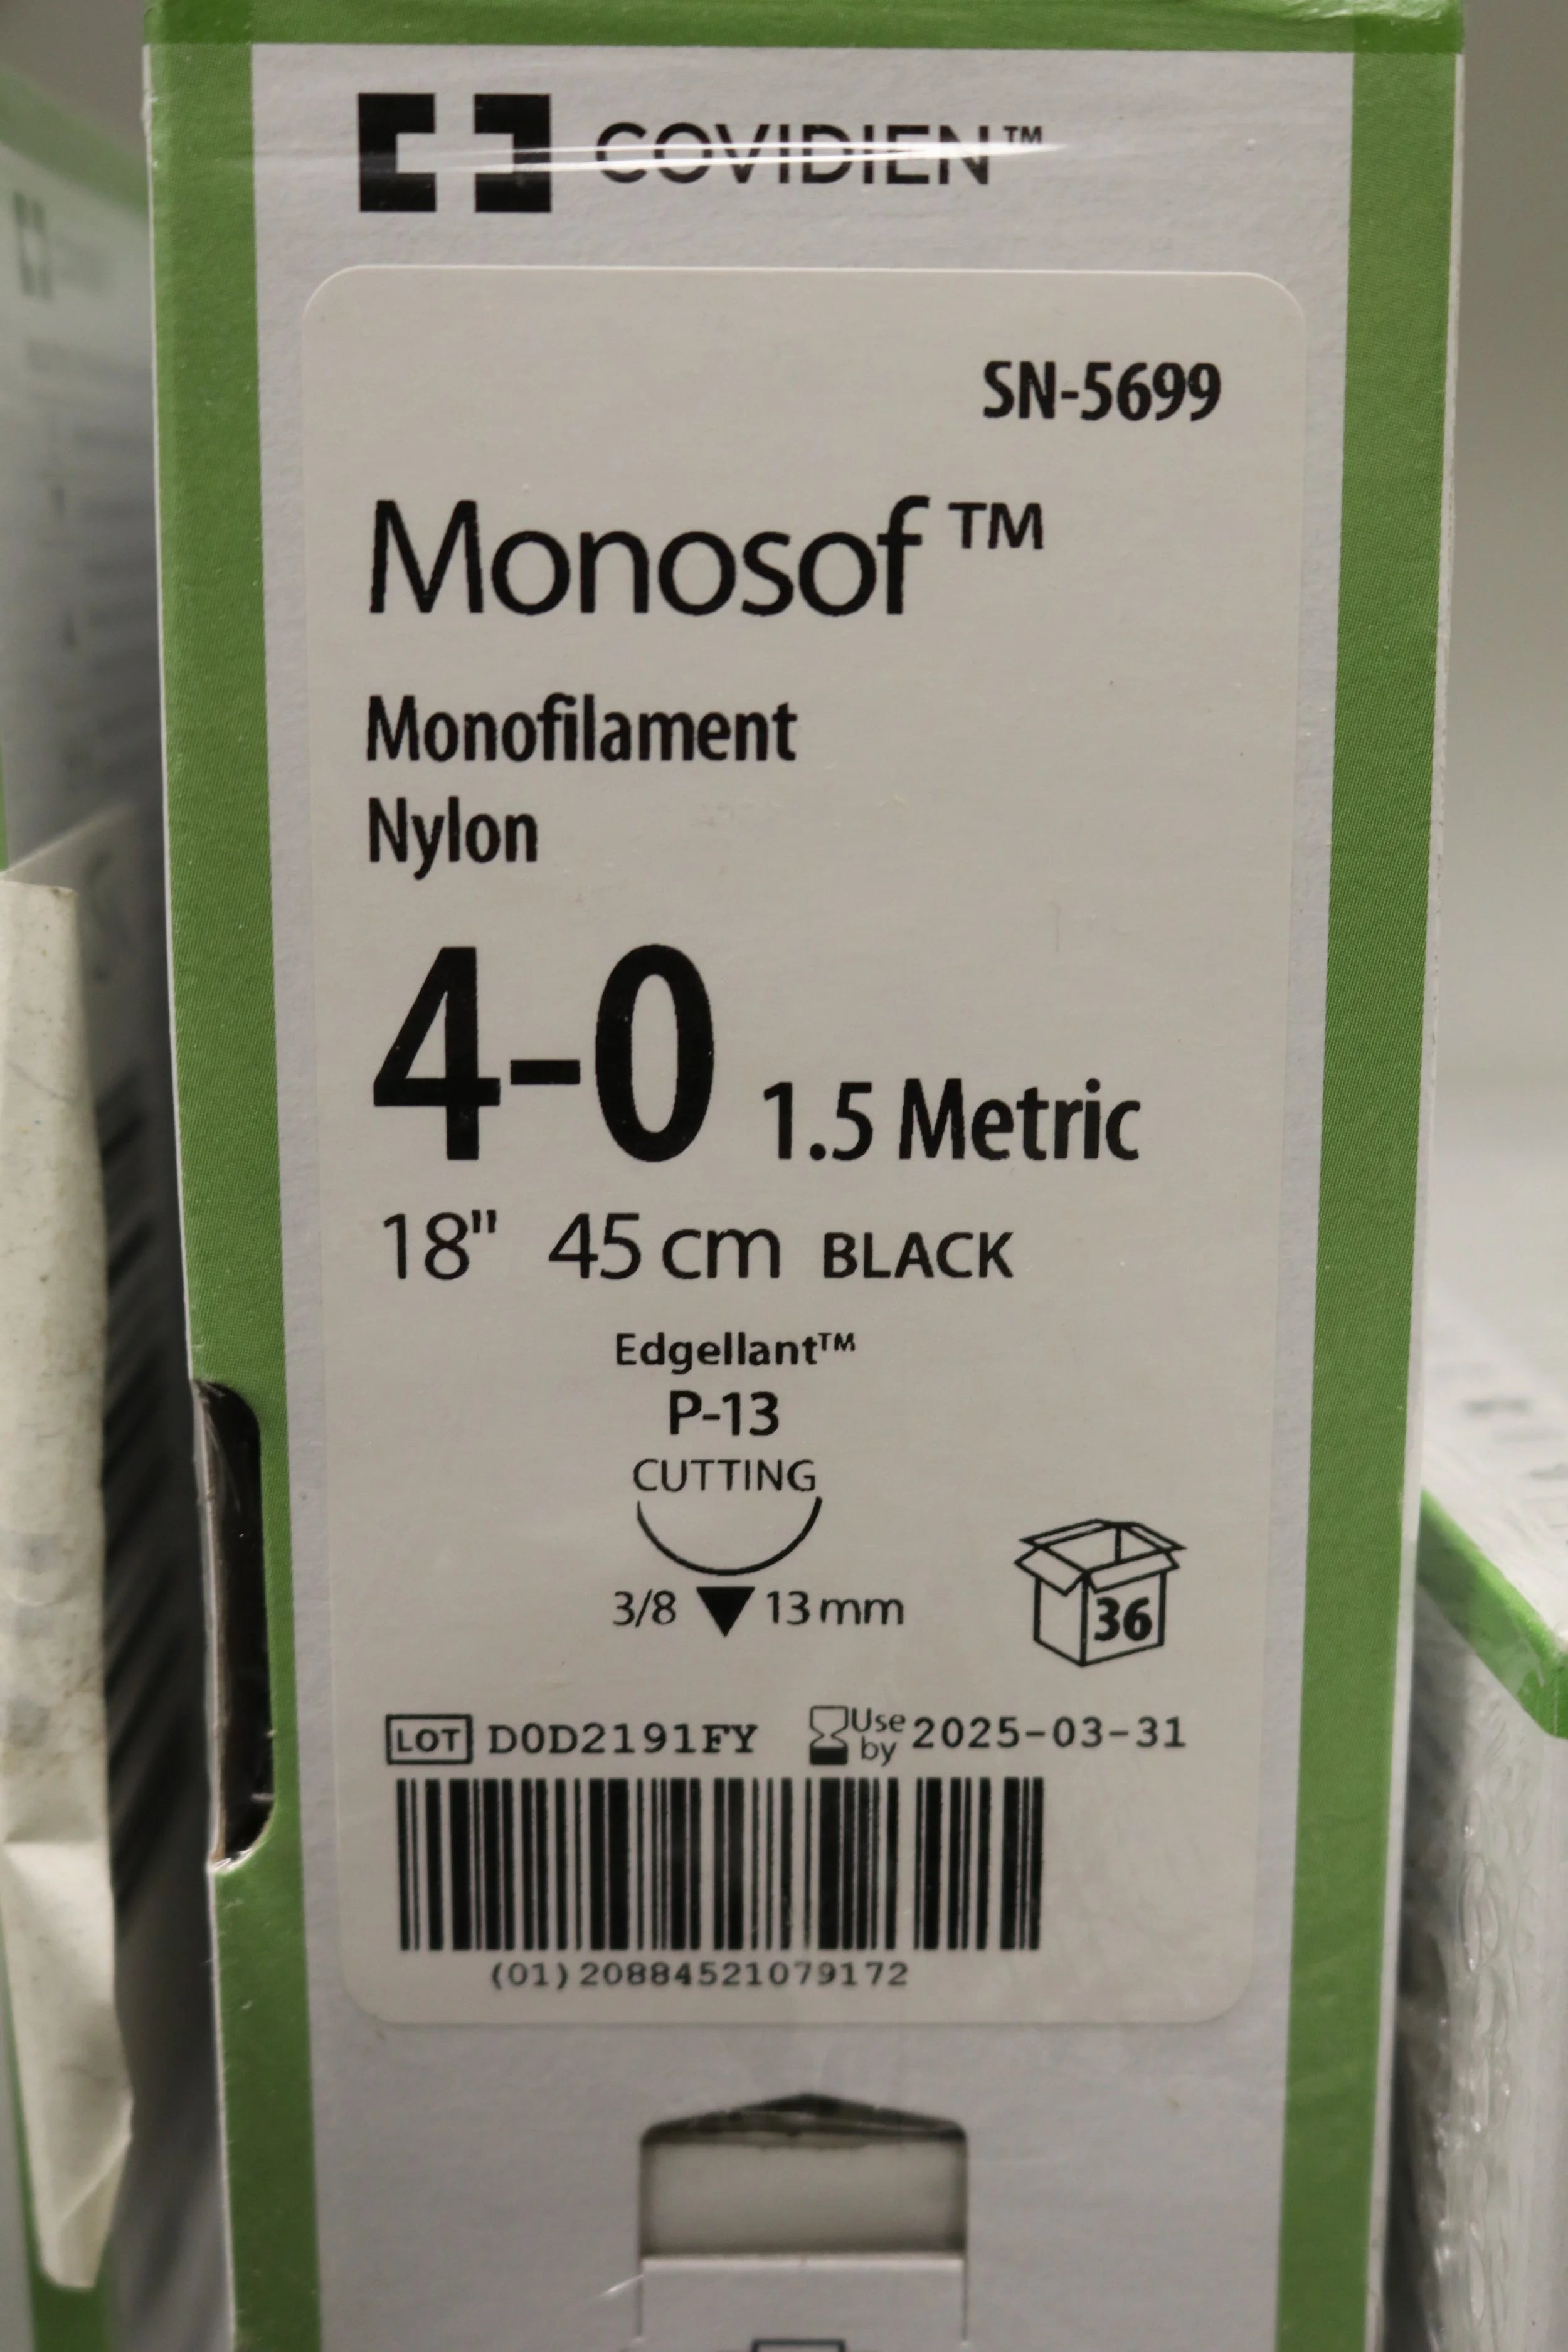 COVIDIEN™
SN-5699
Monosof™
Monofilament
Nylon
4-0 1.5 Metric
18" 45 cm BLACK
Edgellant™
P-13
CUTTING
3/8 13 mm
36
LOT D0D2191FY Use by 2025-03-31
(01)20884521079172